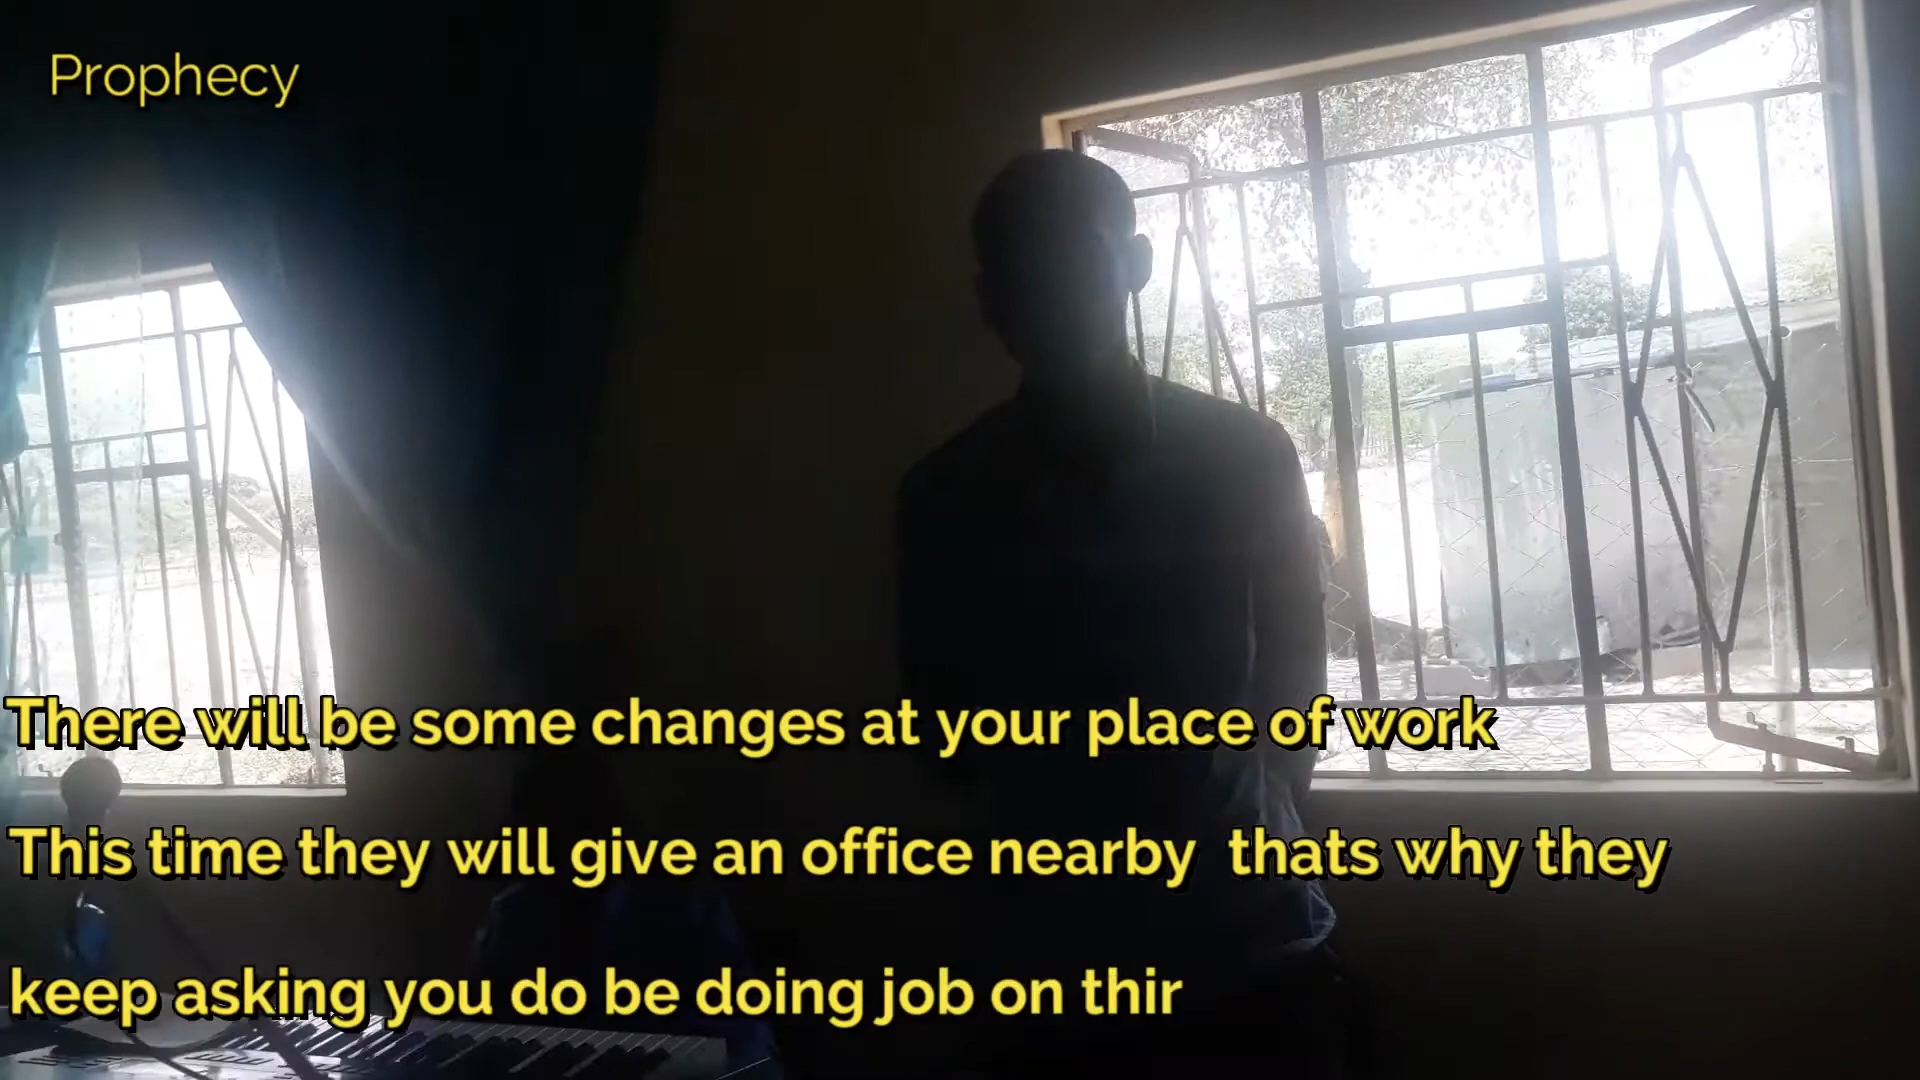 Prophecy
There will be some changes at your place of work
This time they will give an office nearby thats why they
keep asking you do be doing job on thir